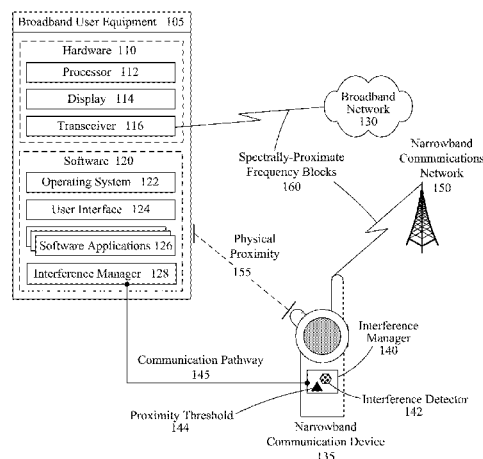 Broadband User Equipment 105
Hardware 110
Processor 112
Display 114
Transceiver 116
Software 120
Operating System 122
User Interface 124
Software Applications 126
Interference Manager 128
Broadband
Network
130
Spectrally-Proximate
Frequency Blocks
160
Narrowband
Communications
Network
150
Physical
Proximity
155
Communication Pathway
145
Interference
Manager
140
Interference Detector
142
Proximity Threshold
144
Narrowband
Communication Device
135